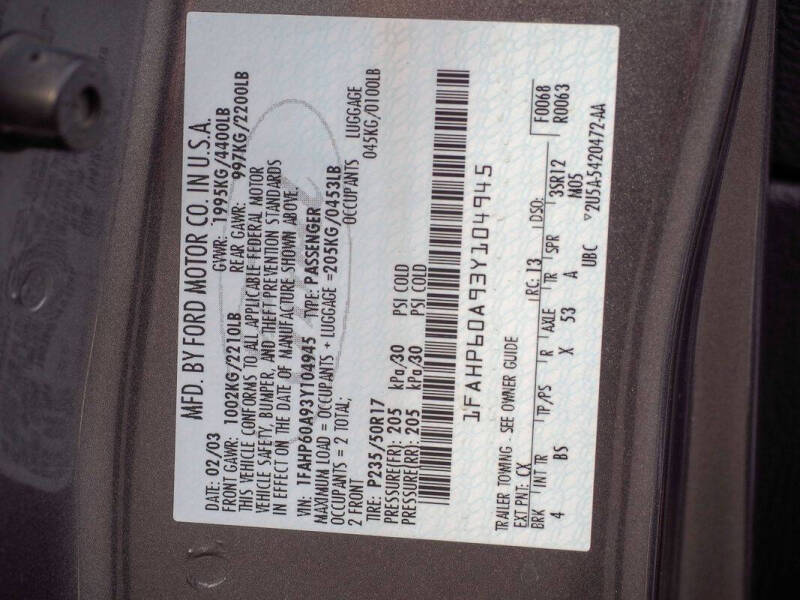 MFD. BY FORD MOTOR CO. IN U.S.A.
DATE: 02/03 GVWR: 1995KG/4400LB
FRONT GAWR: 1002KG/2210LB REAR GAWR: 997KG/2200LB
THIS VEHICLE CONFORMS TO ALL APPLICABLE FEDERAL MOTOR
VEHICLE SAFETY, BUMPER, AND THEFT PREVENTION STANDARDS
IN EFFECT ON THE DATE OF MANUFACTURE SHOWN ABOVE.
VIN: 1FAHP60A93Y104945 TYPE: PASSENGER
MAXIMUM LOAD = OCCUPANTS + LUGGAGE =205KG/0453LB
OCCUPANTS = 2 TOTAL; OCCUPANTS LUGGAGE
2 FRONT 045KG/0100LB
TIRE: P235/50R17
PRESSURE(FR): 205 kPa/30 PSI COLD
PRESSURE(RR): 205 kPa/30 PSI COLD
1FAHP60A93Y104945
TRAILER TOWING - SEE OWNER GUIDE
EXT PNT: CX RC: 13 DSO: F0068
BRK INT TR TP/PS R AXLE TR SPR 3SR12 R0063
4 BS X 53 A M05
UBC ▽2U5A-5420472-AA